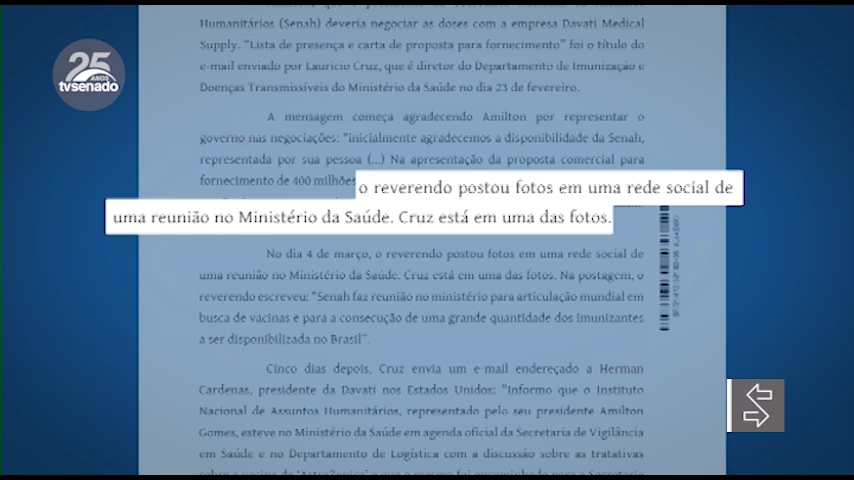 Humanitários (Senah) deveria negociar as doses com a empresa Davati Medical
Supply. “Lista de presença e carta de proposta para fornecimento” foi o título do
e-mail enviado por Lauricio Cruz, que é diretor do Departamento de Imunização e
Doenças Transmissíveis do Ministério da Saúde no dia 23 de fevereiro.
A mensagem começa agradecendo Amilton por representar o
governo nas negociações: “inicialmente agradecemos a disponibilidade da Senah,
representada por sua pessoa (...) Na apresentação da proposta comercial para
fornecimento de 400 milhões
o reverendo postou fotos em uma rede social de
uma reunião no Ministério da Saúde. Cruz está em uma das fotos.
No dia 4 de março, o reverendo postou fotos em uma rede social de
uma reunião no Ministério da Saúde. Cruz está em uma das fotos. Na postagem, o
reverendo escreveu: “Senah faz reunião no ministério para articulação mundial em
busca de vacinas e para a consecução de uma grande quantidade dos imunizantes
a ser disponibilizada no Brasil”.
Cinco dias depois, Cruz envia um e-mail endereçado a Herman
Cardenas, presidente da Davati nos Estados Unidos: “Informo que o Instituto
Nacional de Assuntos Humanitários, representado pelo seu presidente Amilton
Gomes, esteve no Ministério da Saúde em agenda oficial da Secretaria de Vigilância
em Saúde e no Departamento de Logística com a discussão sobre as tratativas
25
ANOS
tvsenado